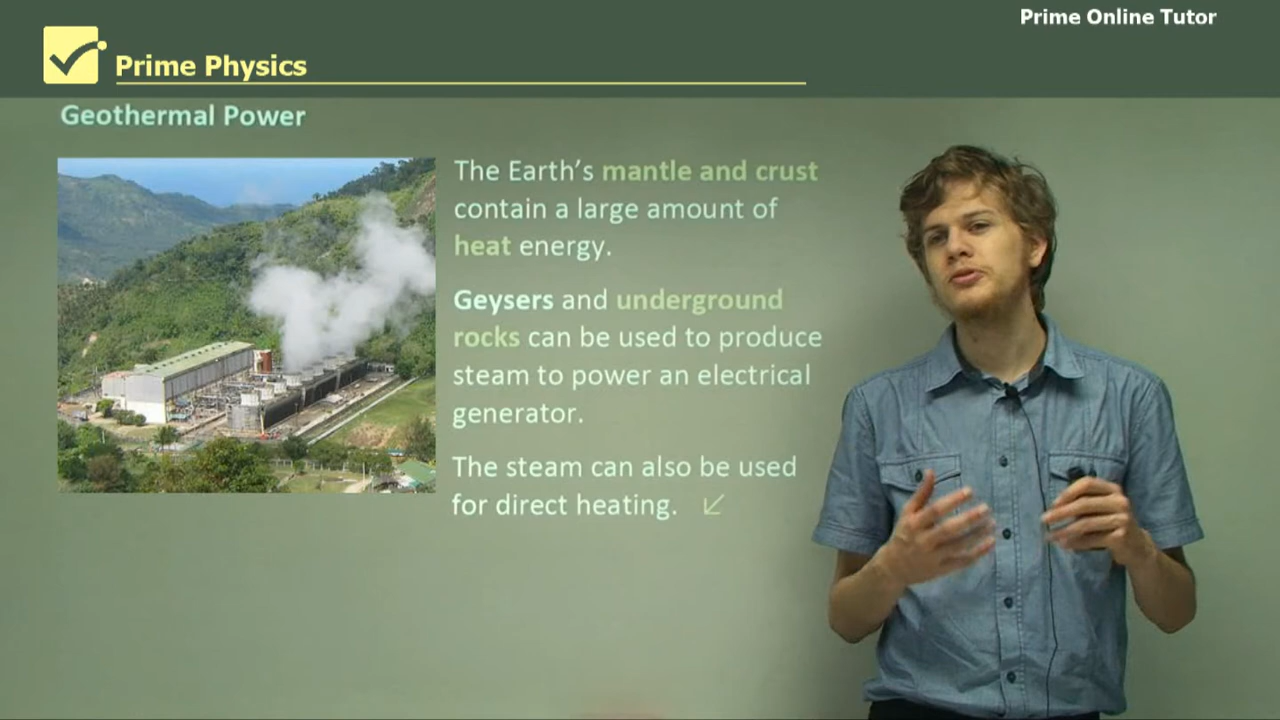 Prime Online Tutor
Prime Physics
Geothermal Power
The Earth’s mantle and crust
contain a large amount of
heat energy.
Geysers and underground
rocks can be used to produce
steam to power an electrical
generator.
The steam can also be used
for direct heating.